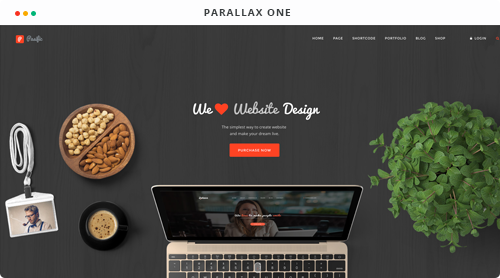 PARALLAX ONE
Pacific
HOME PAGE SHORTCODE PORTFOLIO BLOG SHOP LOGIN
We Website Design
The simplest way to create website
and make your dream live.
PURCHASE NOW